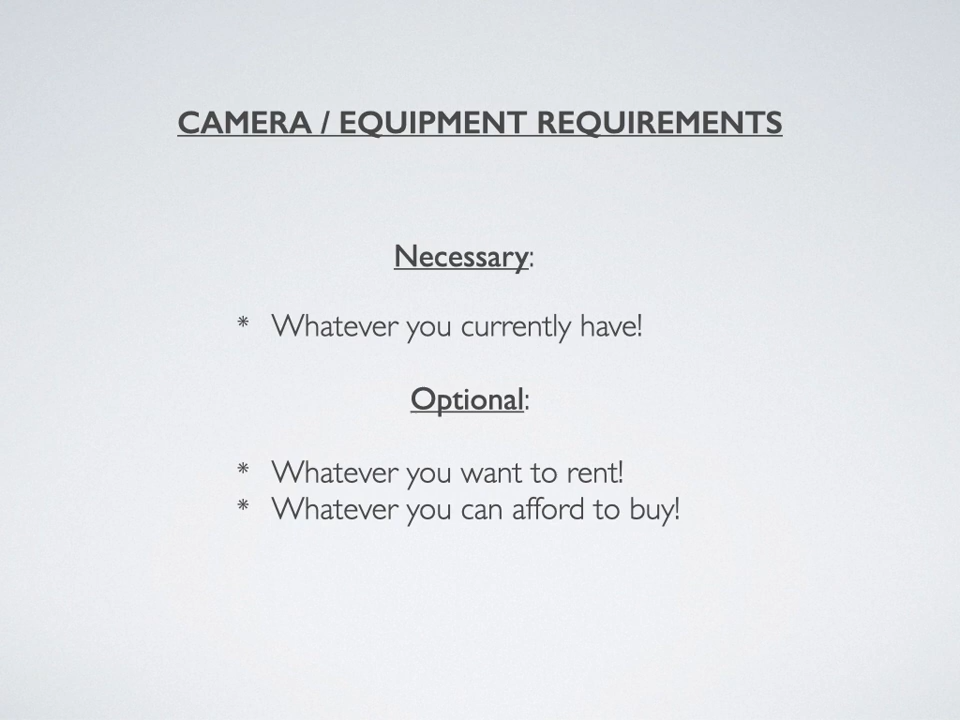 CAMERA / EQUIPMENT REQUIREMENTS
Necessary:
* Whatever you currently have!
Optional:
* Whatever you want to rent!
* Whatever you can afford to buy!